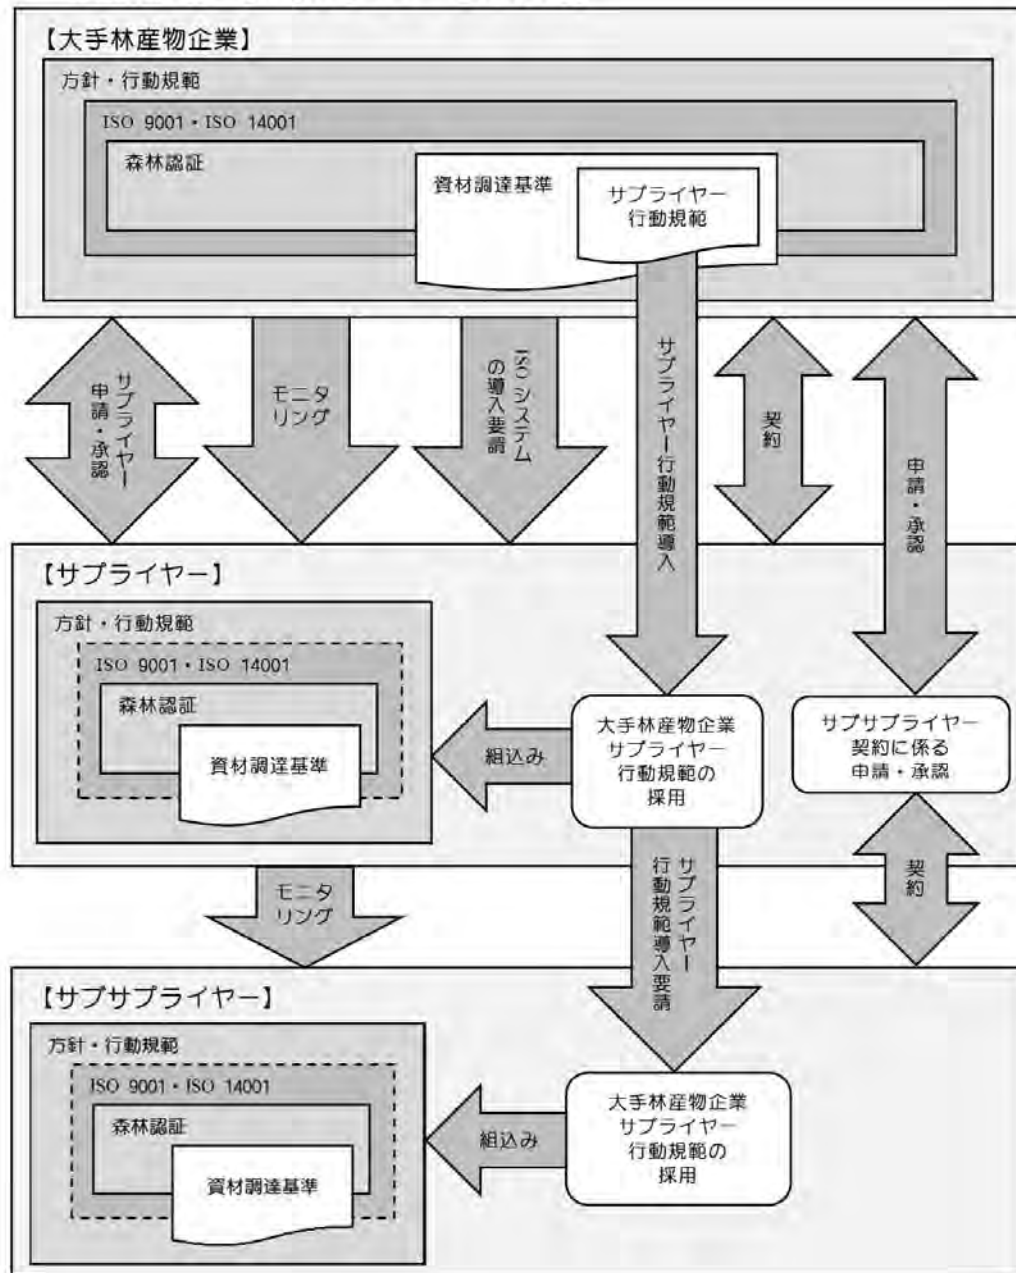 【大手林産物企業】
方針・行動規範
ISO 9001・ISO 14001
森林認証
資材調達基準
サプライヤー
行動規範
サプライヤー
申請・承認
モニタ
リング
ISO システム
の導入要請
サプライヤー行動規範導入
契約
申請・承認
【サプライヤー】
方針・行動規範
ISO 9001・ISO 14001
森林認証
資材調達基準
組込み
大手林産物企業
サプライヤー
行動規範の
採用
サブサプライヤー
契約に係る
申請・承認
モニタ
リング
サプライヤー
行動規範導入要請
契約
【サブサプライヤー】
方針・行動規範
ISO 9001・ISO 14001
森林認証
資材調達基準
組込み
大手林産物企業
サプライヤー
行動規範の
採用